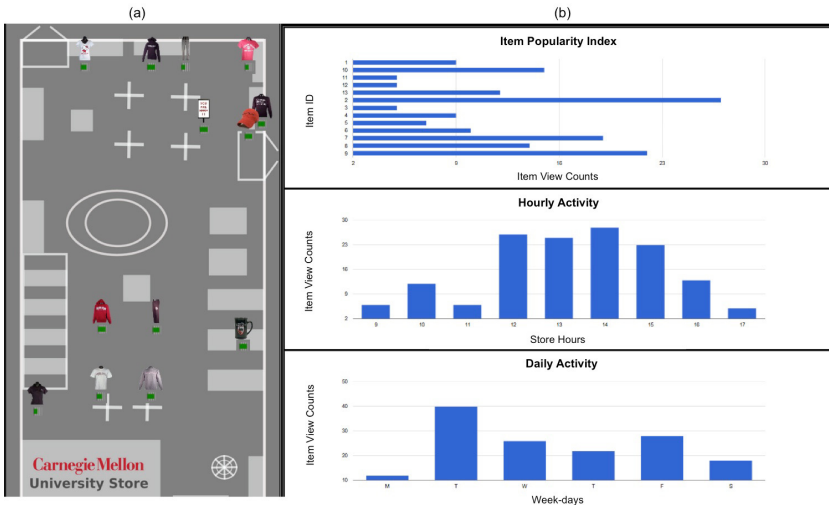 (a)
(b)
Carnegie Mellon
University Store
Item Popularity Index
Item ID
1
10
11
12
13
2
3
4
5
6
7
8
9
2 9 16 23 30
Item View Counts
Hourly Activity
Item View Counts
30
23
16
9
2
9 10 11 12 13 14 15 16 17
Store Hours
Daily Activity
Item View Counts
50
40
30
20
10
M T W T F S
Week-days